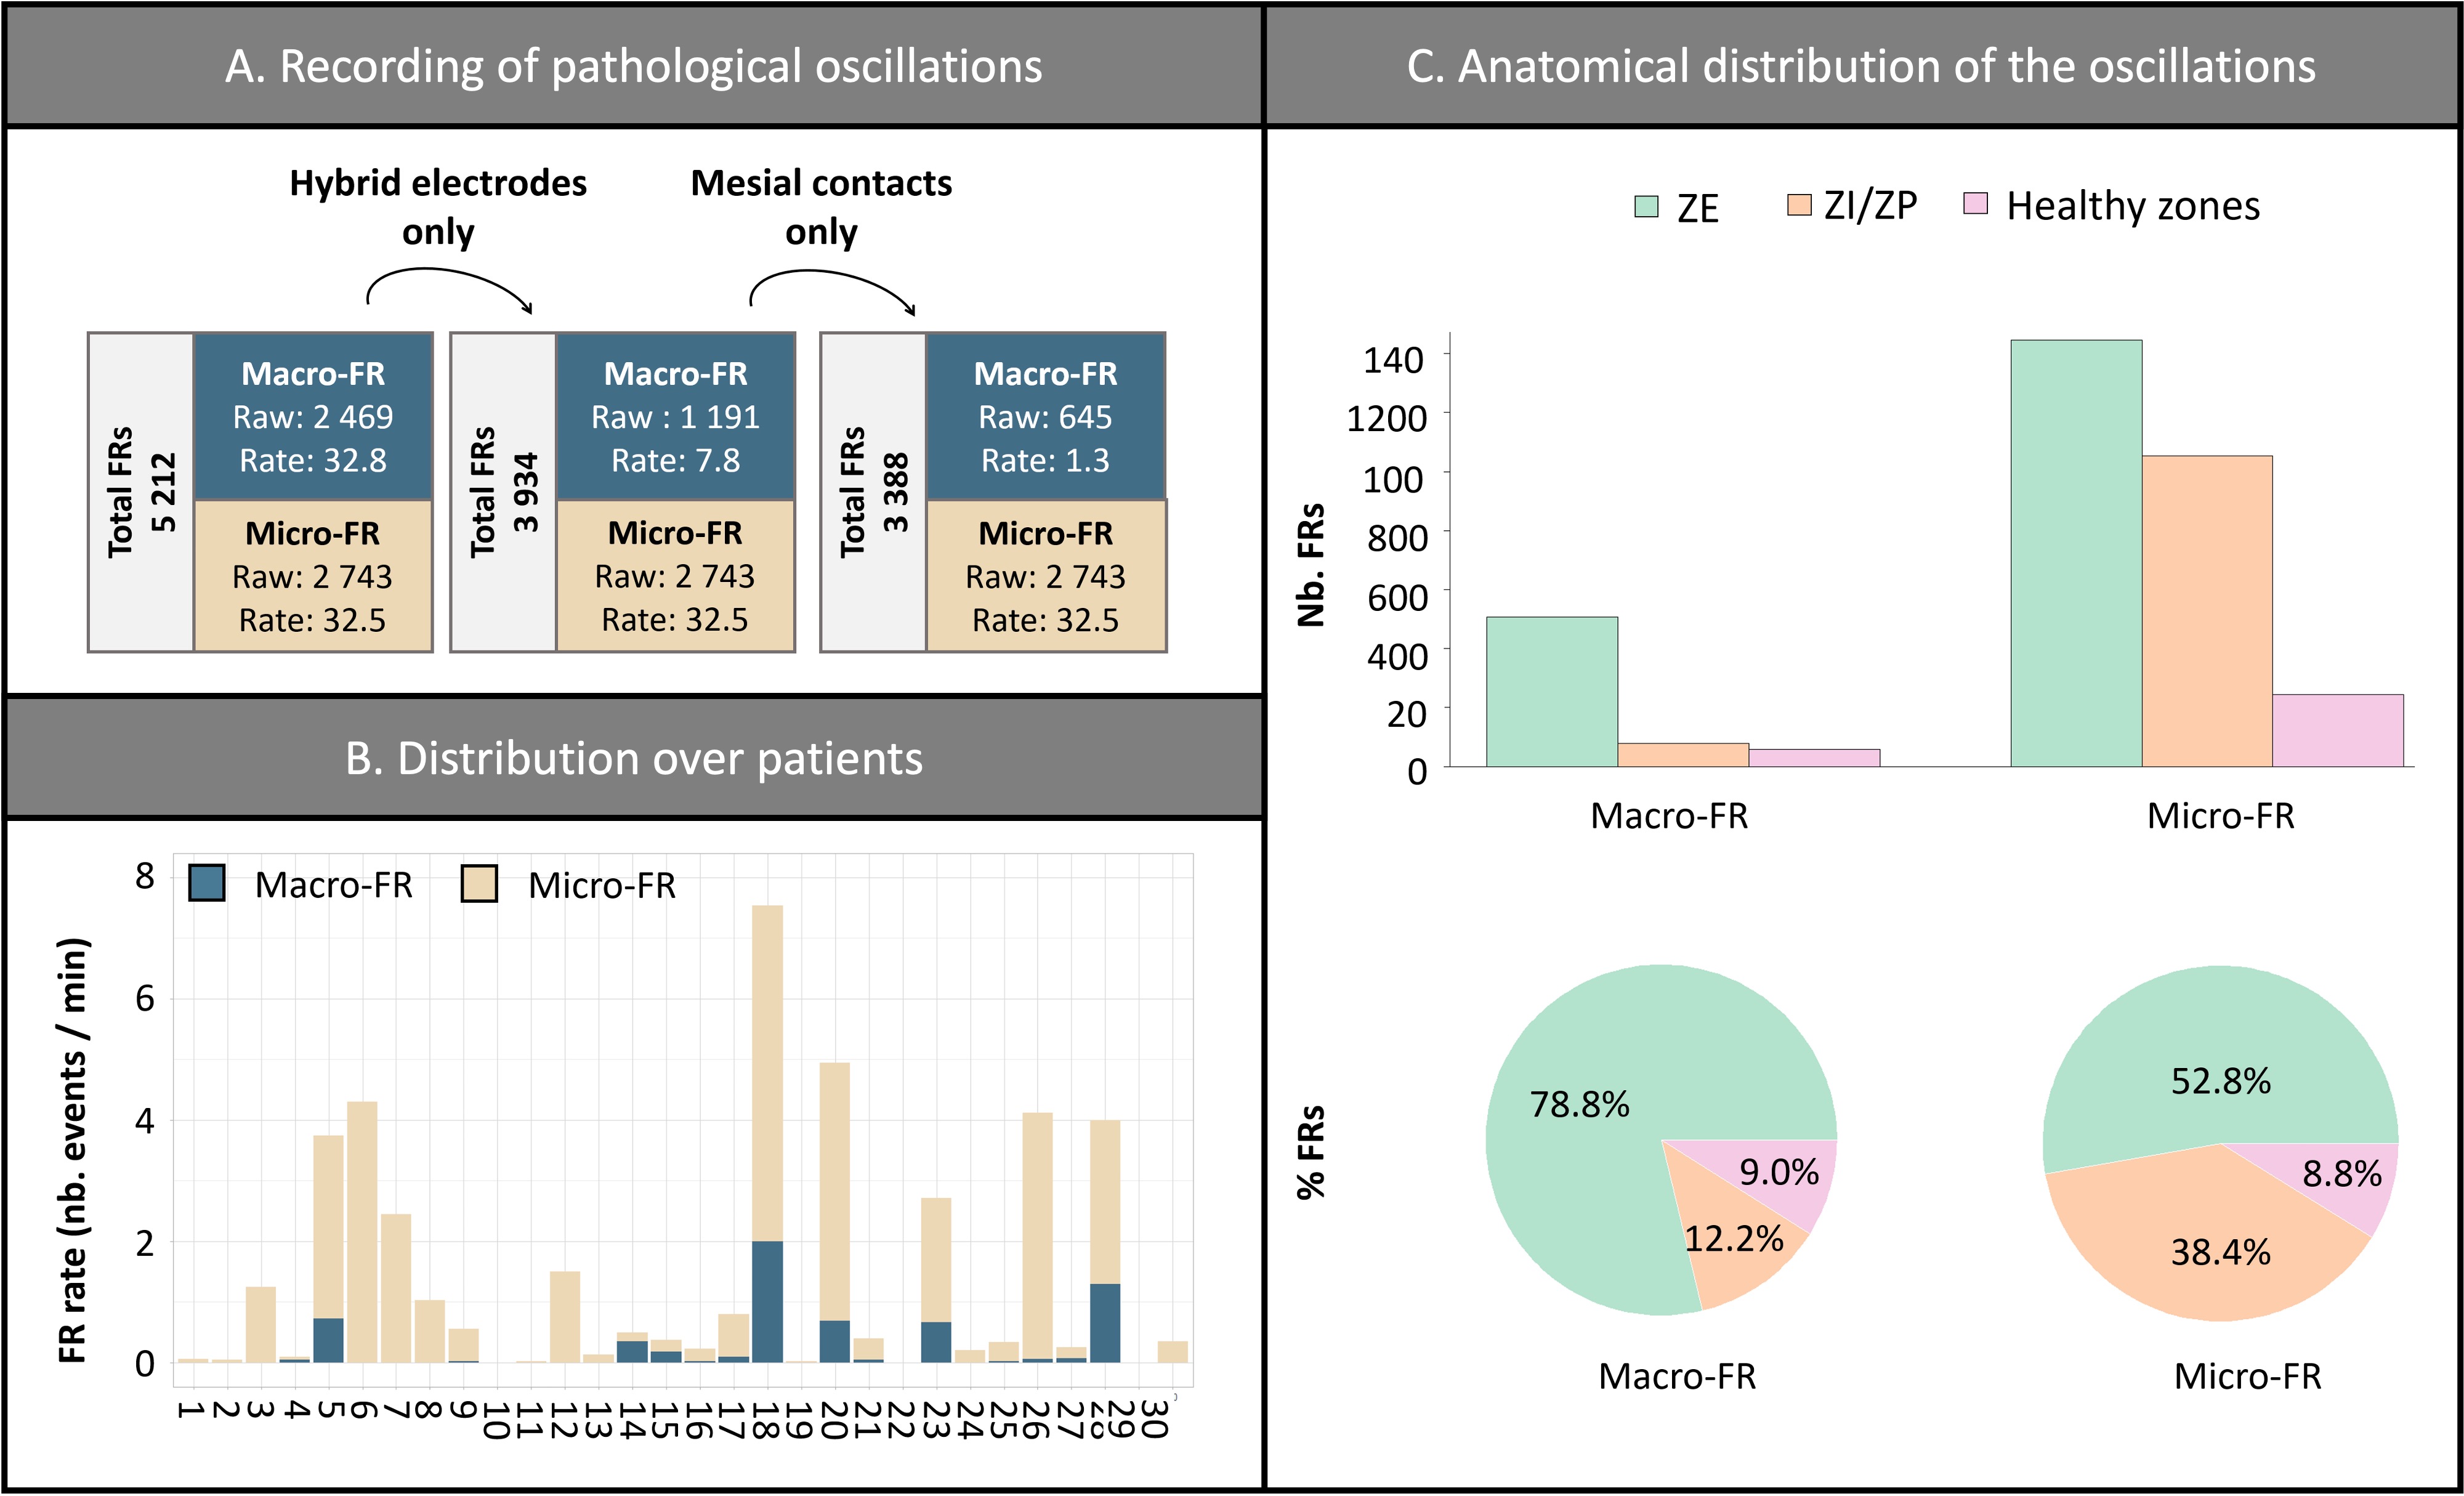 A. Recording of pathological oscillations
Hybrid electrodes
only
Mesial contacts
only
Total FRs
5 212
Macro-FR
Raw: 2 469
Rate: 32.8
Micro-FR
Raw: 2 743
Rate: 32.5
Total FRs
3 934
Macro-FR
Raw : 1 191
Rate: 7.8
Micro-FR
Raw: 2 743
Rate: 32.5
Total FRs
3 388
Macro-FR
Raw: 645
Rate: 1.3
Micro-FR
Raw: 2 743
Rate: 32.5
B. Distribution over patients
Macro-FR
Micro-FR
FR rate (nb. events / min)
8
6
4
2
0
1
2
3
4
5
6
7
8
9
10
11
12
13
14
15
16
17
18
19
20
21
22
23
24
25
26
27
28
29
30
C. Anatomical distribution of the oscillations
ZE
ZI/ZP
Healthy zones
Nb. FRs
140
1200
100
800
600
400
20
0
Macro-FR
Micro-FR
% FRs
78.8%
9.0%
12.2%
Macro-FR
52.8%
8.8%
38.4%
Micro-FR